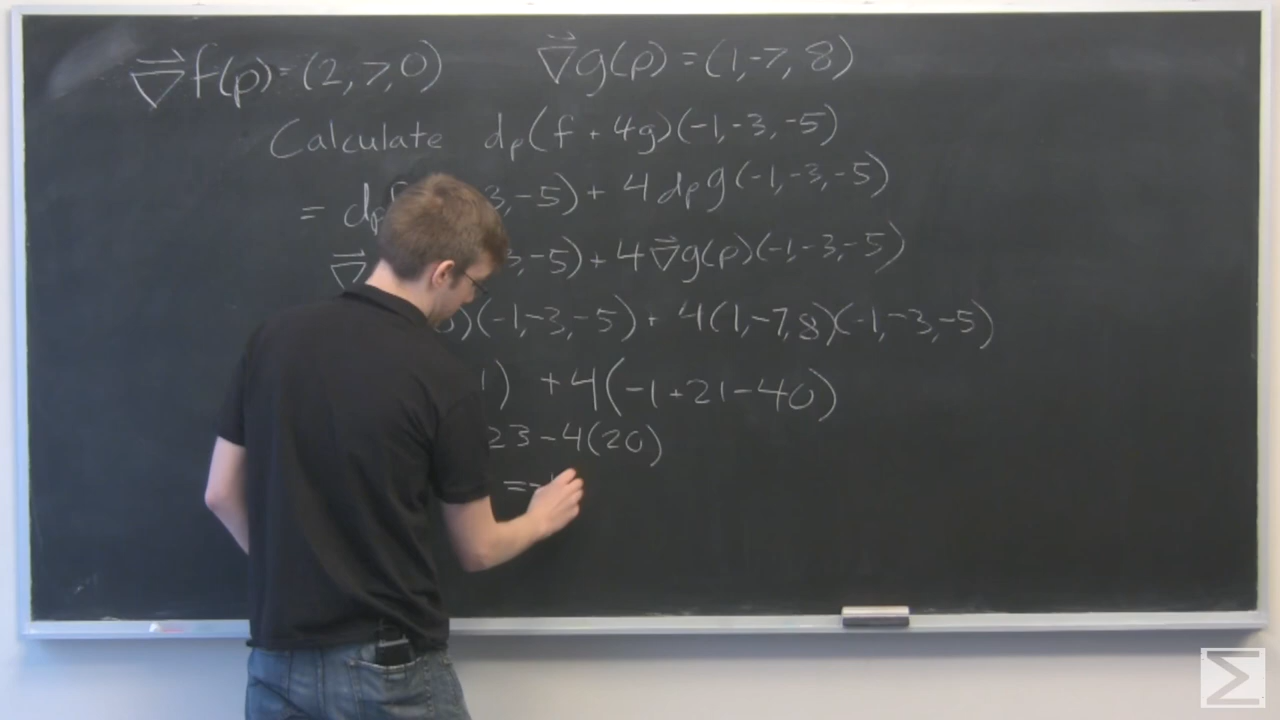 ∇⃗f(p) = (2, 7, 0) ∇⃗g(p) = (1, -7, 8)
Calculate dₚ(f + 4g)(-1, -3, -5)
= dₚ 3, -5) + 4 dₚg(-1, -3, -5)
∇⃗ 3, -5) + 4∇⃗g(p)(-1, -3, -5)
)(-1, -3, -5) + 4(1, -7, 8)(-1, -3, -5)
1) + 4(-1 + 21 - 40)
23 - 4(20)
= -
Σ